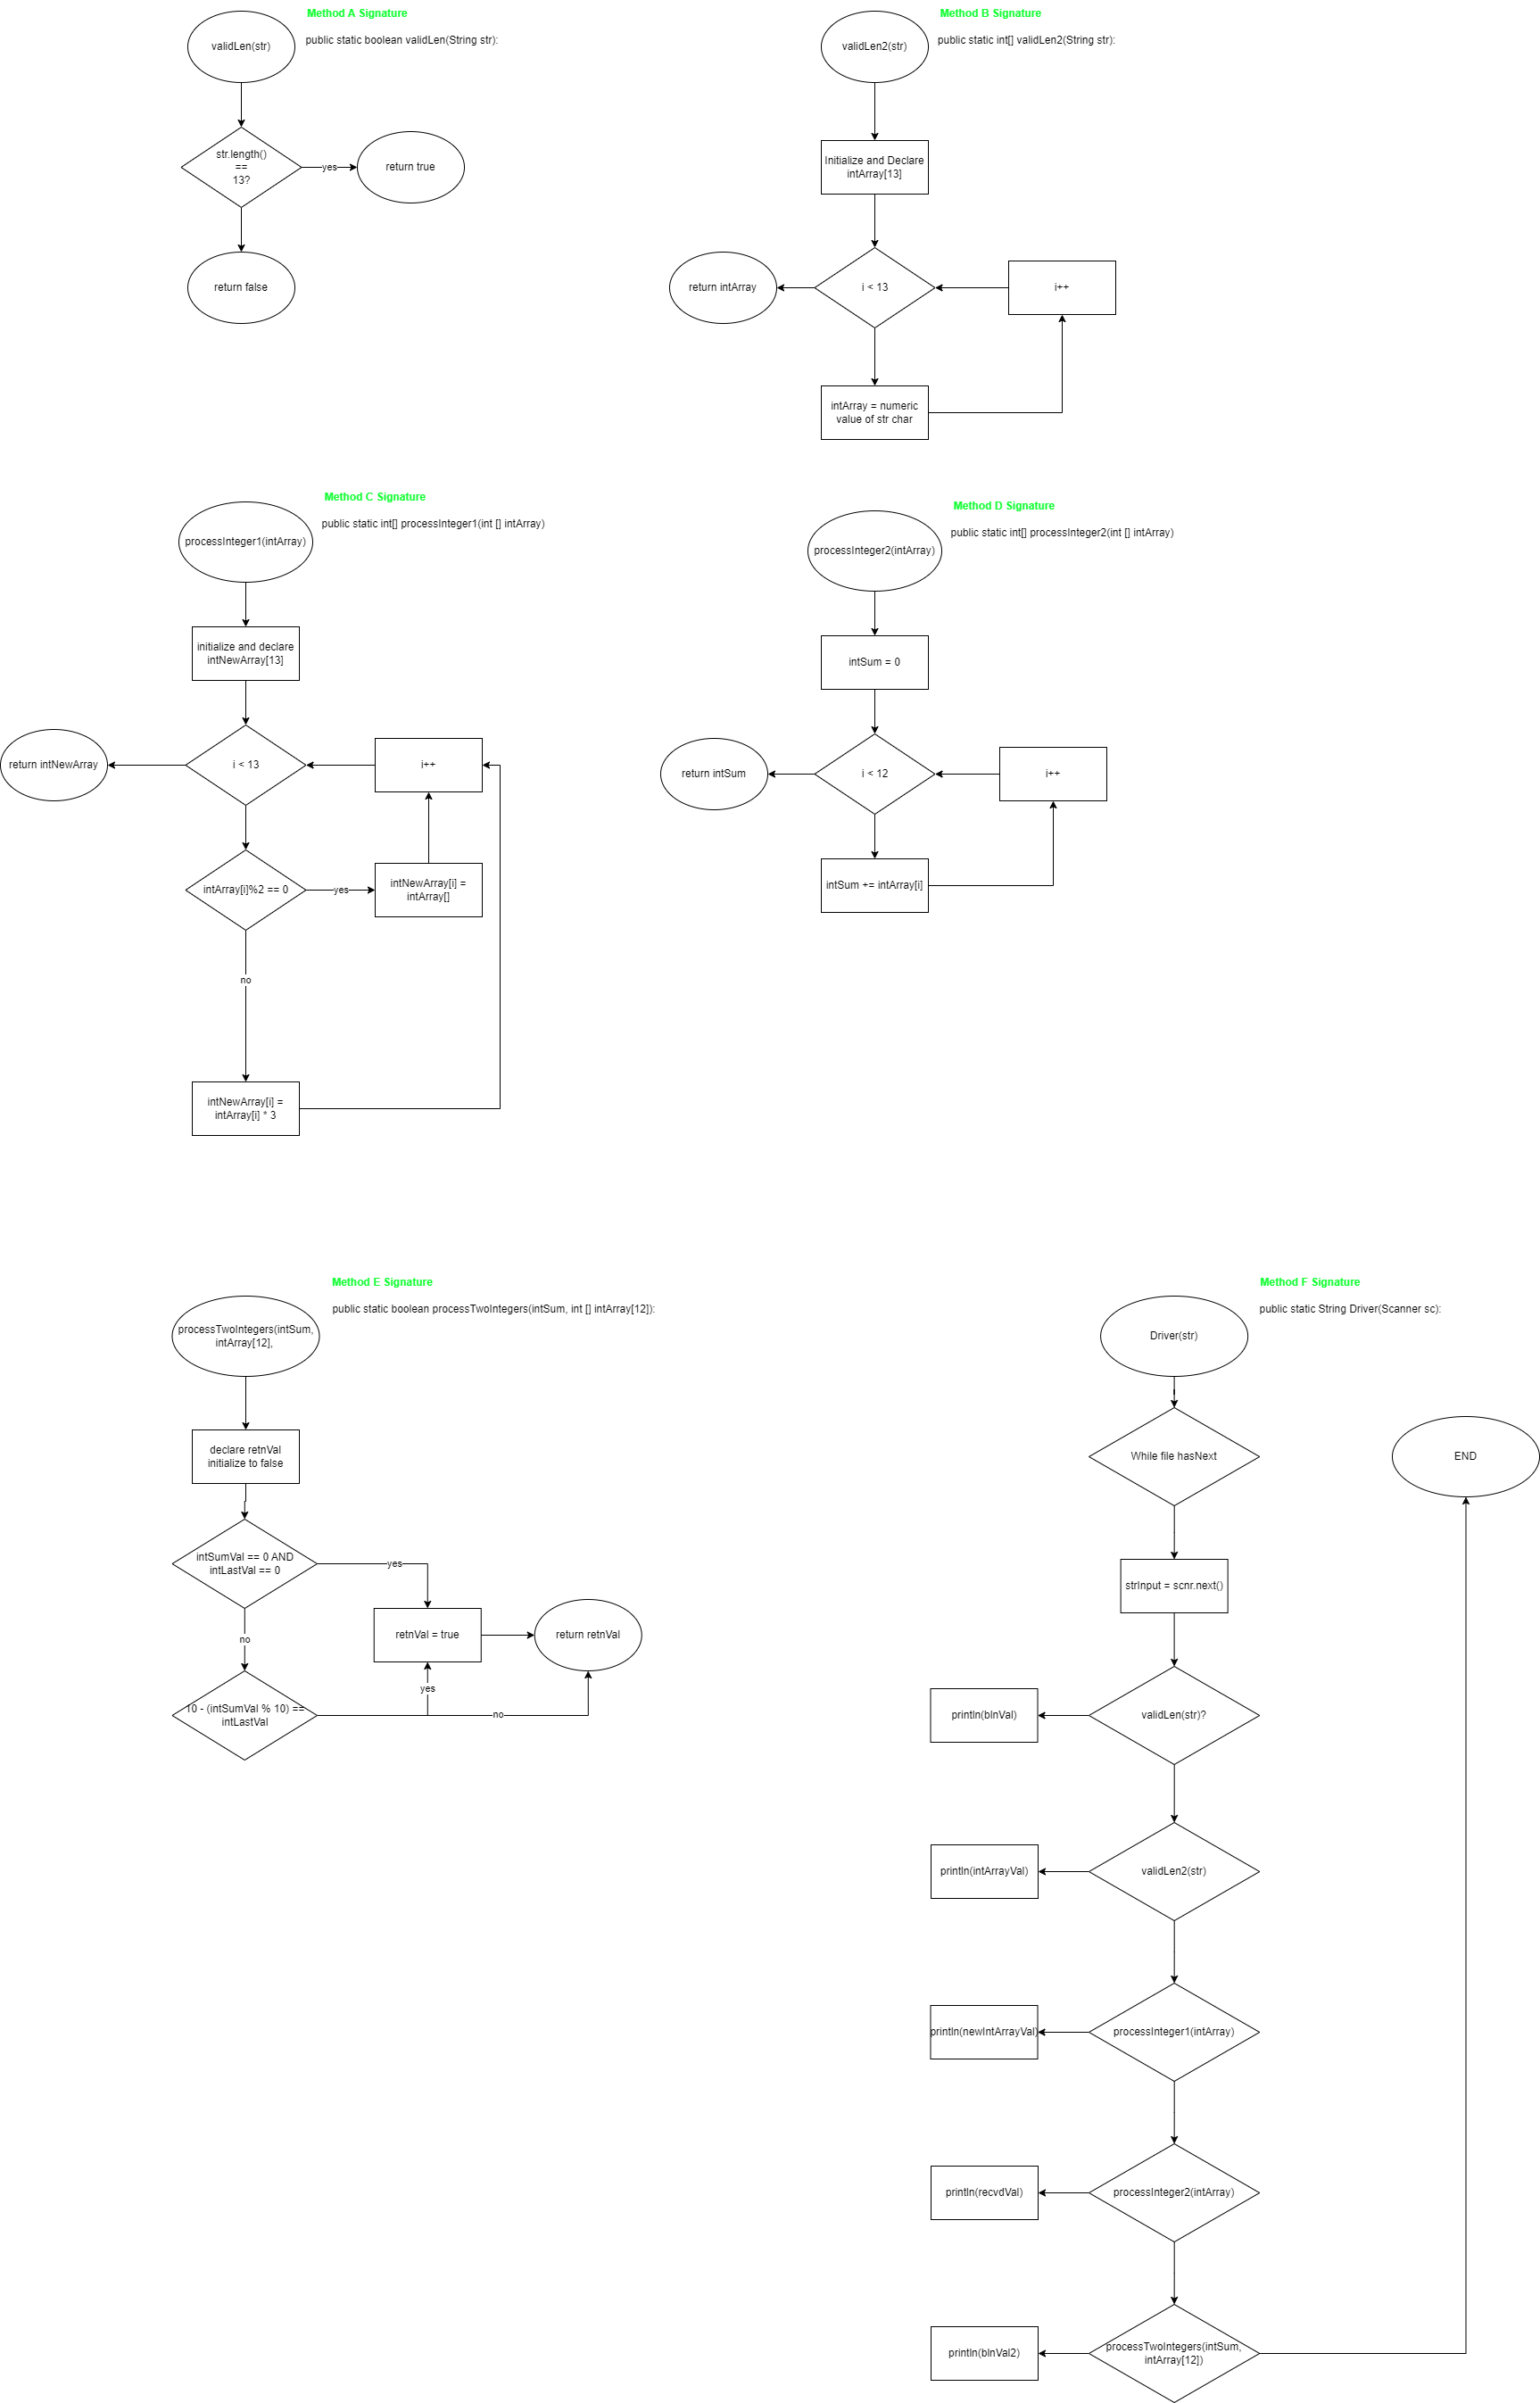 Method A Signature
public static boolean validLen(String str):
validLen(str)
str.length()
==
13?
yes
return true
return false
Method B Signature
public static int[] validLen2(String str):
validLen2(str)
Initialize and Declare
intArray[13]
return intArray
i < 13
i++
intArray = numeric
value of str char
Method C Signature
public static int[] processInteger1(int [] intArray)
processInteger1(intArray)
initialize and declare
intNewArray[13]
return intNewArray
i < 13
i++
intArray[i]%2 == 0
yes
intNewArray[i] =
intArray[]
no
intNewArray[i] =
intArray[i] * 3
Method D Signature
public static int[] processInteger2(int [] intArray)
processInteger2(intArray)
intSum = 0
return intSum
i < 12
i++
intSum += intArray[i]
Method E Signature
public static boolean processTwoIntegers(intSum, int [] intArray[12]):
processTwoIntegers(intSum,
intArray[12],
declare retnVal
initialize to false
intSumVal == 0 AND
intLastVal == 0
yes
retnVal = true
return retnVal
no
yes
10 - (intSumVal % 10) ==
intLastVal
no
Method F Signature
public static String Driver(Scanner sc):
Driver(str)
While file hasNext
END
strInput = scnr.next()
println(blnVal)
validLen(str)?
println(intArrayVal)
validLen2(str)
println(newIntArrayVal)
processInteger1(intArray)
println(recvdVal)
processInteger2(intArray)
println(blnVal2)
processTwoIntegers(intSum,
intArray[12])